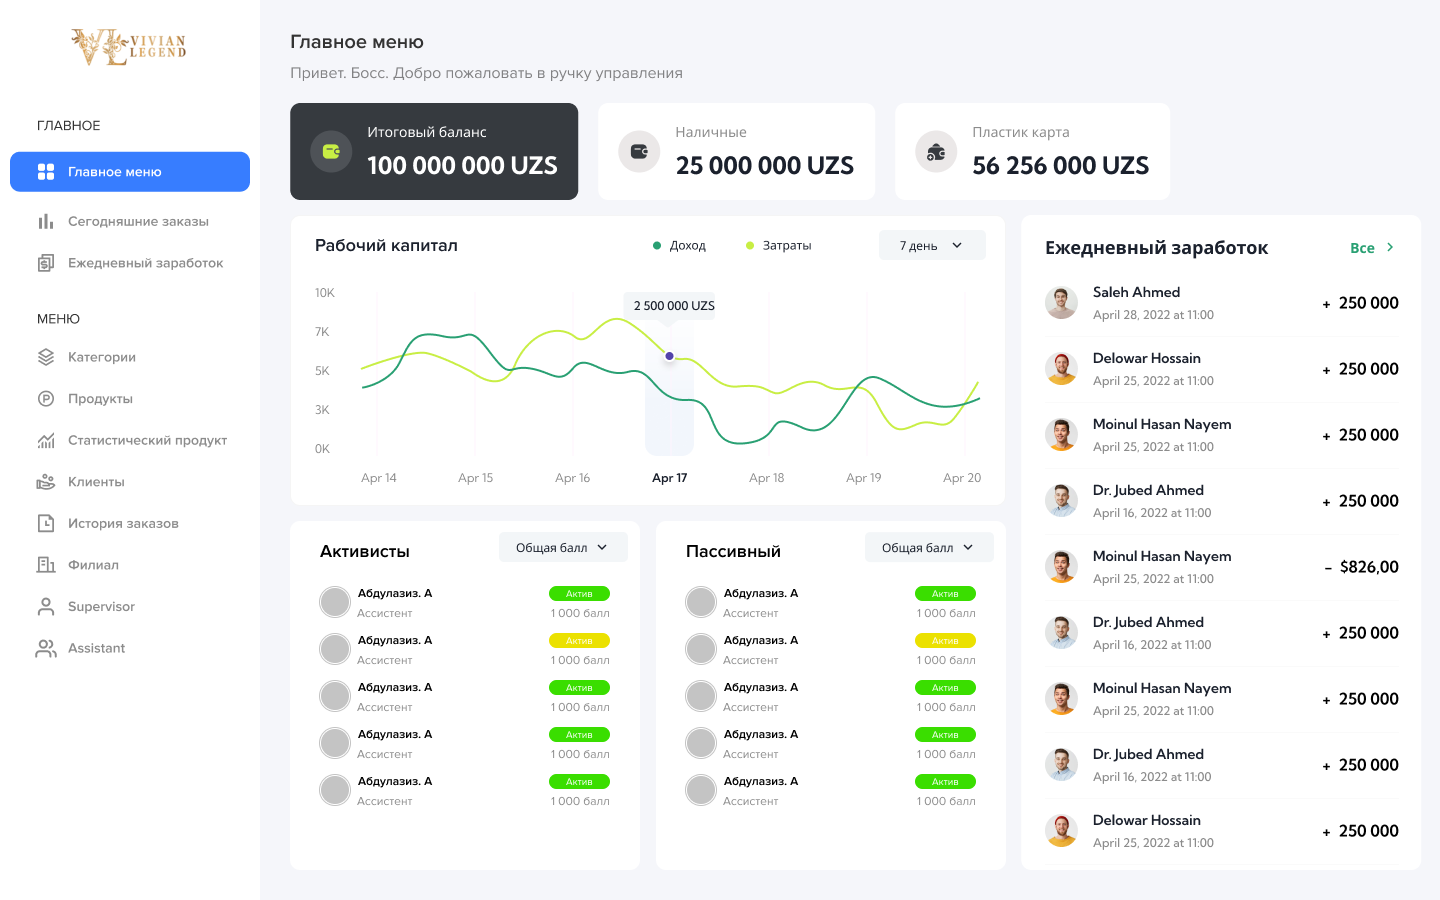 VIVIAN
LEGEND
ГЛАВНОЕ
Главное меню
Сегодняшние заказы
Ежедневный заработок
МЕНЮ
Категории
Продукты
Статистический продукт
Клиенты
История заказов
Филиал
Supervisor
Assistant
Главное меню
Привет. Босс. Добро пожаловать в ручку управления
Итоговый баланс
100 000 000 UZS
Наличные
25 000 000 UZS
Пластик карта
56 256 000 UZS
Рабочий капитал
Доход
Затраты
7 день
10K
7K
5K
3K
0K
2 500 000 UZS
Apr 14
Apr 15
Apr 16
Apr 17
Apr 18
Apr 19
Apr 20
Активисты
Общая балл
Абдулазиз. А
Актив
Ассистент
1 000 балл
Абдулазиз. А
Актив
Ассистент
1 000 балл
Абдулазиз. А
Актив
Ассистент
1 000 балл
Абдулазиз. А
Актив
Ассистент
1 000 балл
Абдулазиз. А
Актив
Ассистент
1 000 балл
Пассивный
Общая балл
Абдулазиз. А
Актив
Ассистент
1 000 балл
Абдулазиз. А
Актив
Ассистент
1 000 балл
Абдулазиз. А
Актив
Ассистент
1 000 балл
Абдулазиз. А
Актив
Ассистент
1 000 балл
Абдулазиз. А
Актив
Ассистент
1 000 балл
Ежедневный заработок
Все
Saleh Ahmed
April 28, 2022 at 11:00
+ 250 000
Delowar Hossain
April 25, 2022 at 11:00
+ 250 000
Moinul Hasan Nayem
April 25, 2022 at 11:00
+ 250 000
Dr. Jubed Ahmed
April 16, 2022 at 11:00
+ 250 000
Moinul Hasan Nayem
April 25, 2022 at 11:00
– $826,00
Dr. Jubed Ahmed
April 16, 2022 at 11:00
+ 250 000
Moinul Hasan Nayem
April 25, 2022 at 11:00
+ 250 000
Dr. Jubed Ahmed
April 16, 2022 at 11:00
+ 250 000
Delowar Hossain
April 25, 2022 at 11:00
+ 250 000